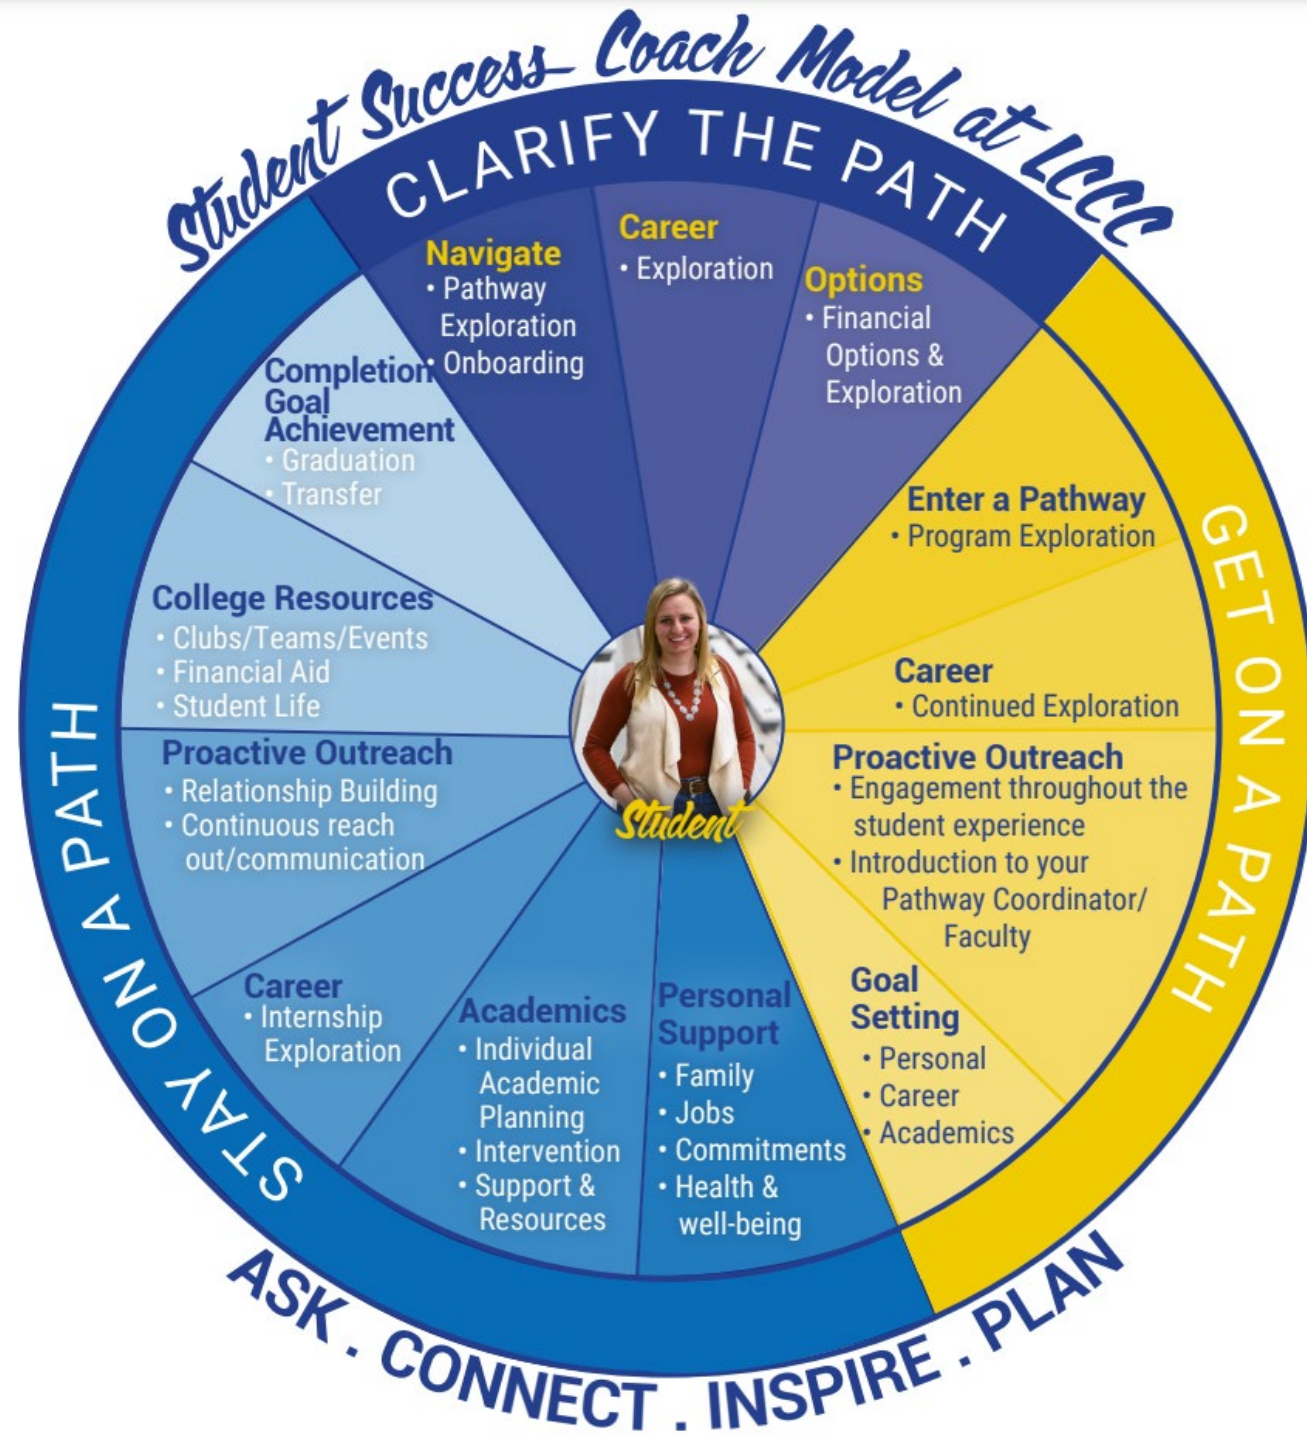 Student Success Coach Model at LCCC
CLARIFY THE PATH
Navigate
• Pathway
Exploration
• Onboarding
Career
• Exploration
Options
• Financial
Options &
Exploration
GET ON A PATH
Enter a Pathway
• Program Exploration
Career
• Continued Exploration
Proactive Outreach
• Engagement throughout the
student experience
• Introduction to your
Pathway Coordinator/
Faculty
Goal
Setting
• Personal
• Career
• Academics
STAY ON A PATH
Personal
Support
• Family
• Jobs
• Commitments
• Health &
well-being
Academics
• Individual
Academic
Planning
• Intervention
• Support &
Resources
Career
• Internship
Exploration
Proactive Outreach
• Relationship Building
• Continuous reach
out/communication
College Resources
• Clubs/Teams/Events
• Financial Aid
• Student Life
Completion
Goal
Achievement
• Graduation
• Transfer
Student
ASK . CONNECT . INSPIRE . PLAN